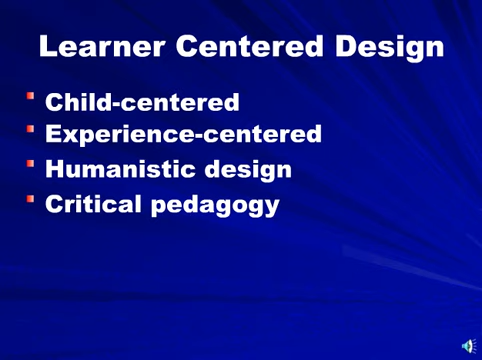 Learner Centered Design
Child-centered
Experience-centered
Humanistic design
Critical pedagogy